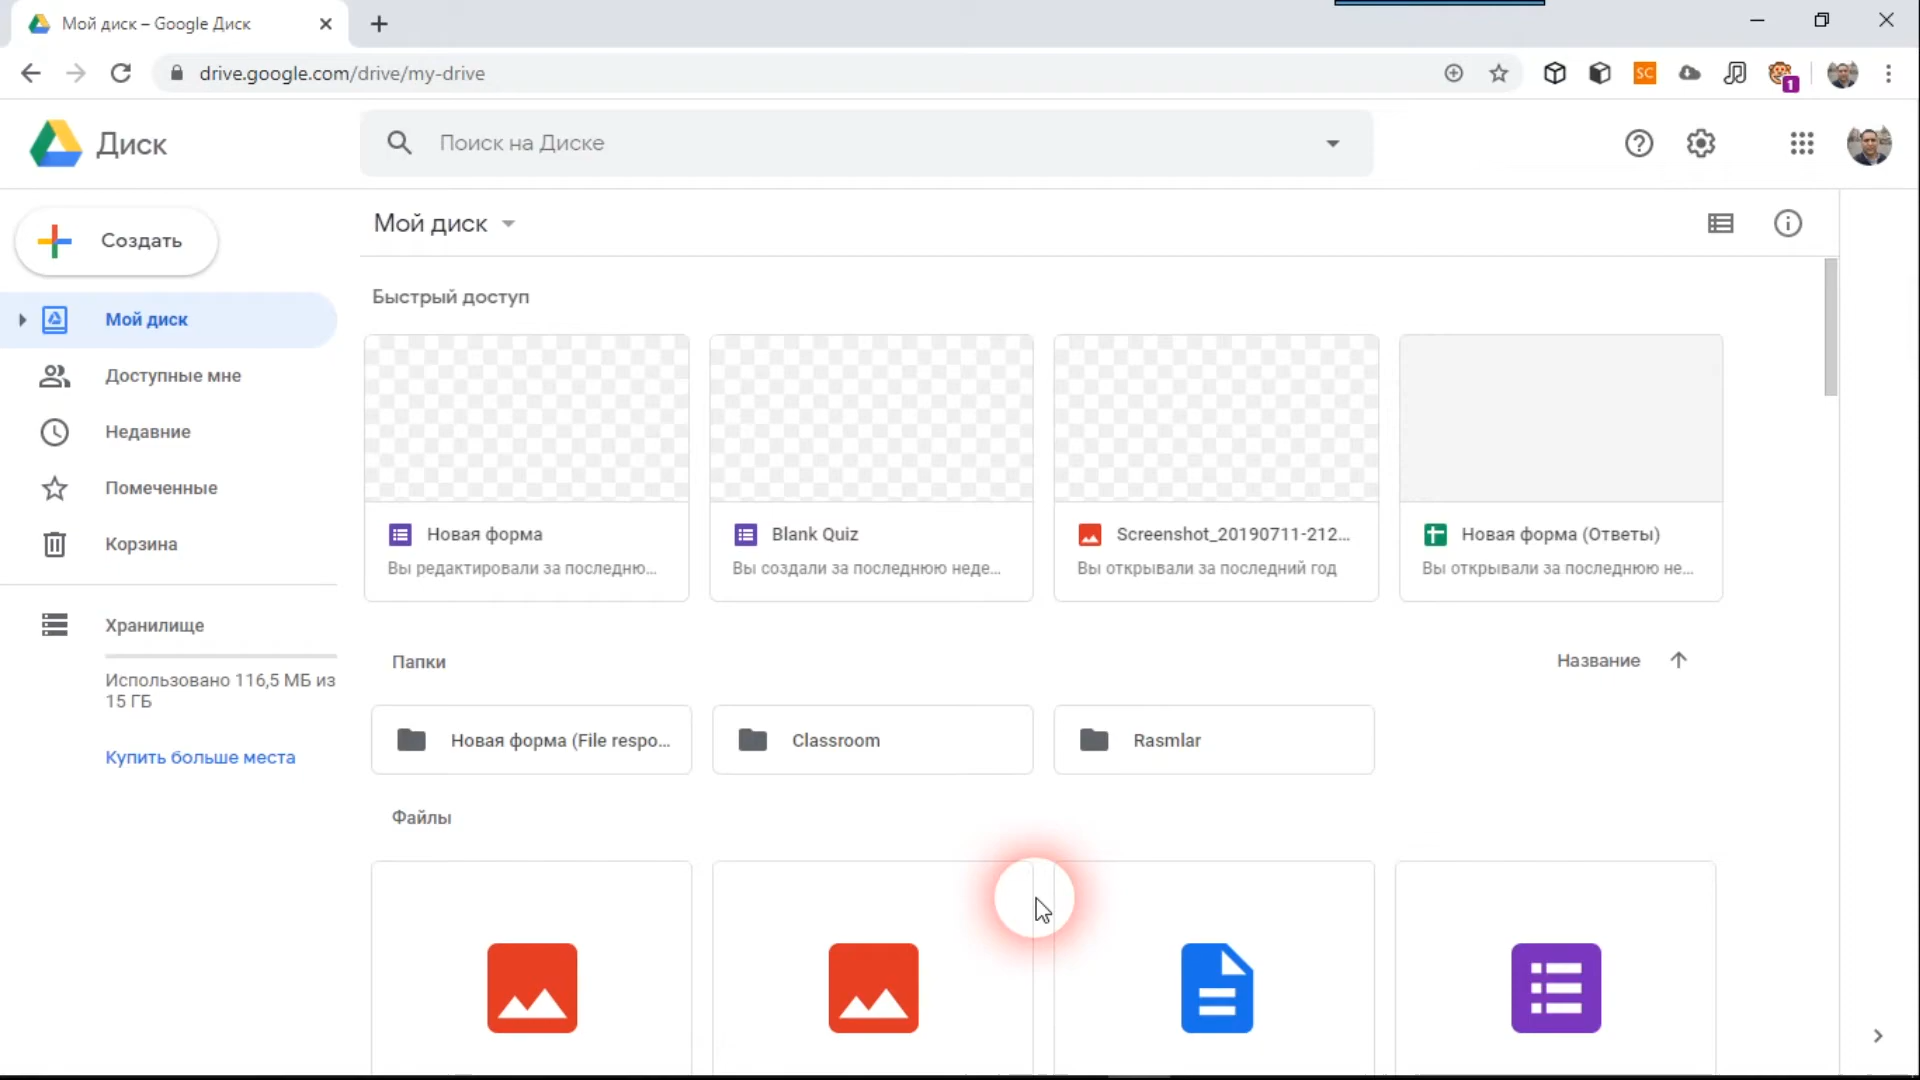 Мой диск – Google Диск
drive.google.com/drive/my-drive
SC
1
Диск
Поиск на Диске
Создать
Мой диск
Мой диск
Доступные мне
Недавние
Помеченные
Корзина
Хранилище
Использовано 116,5 МБ из
15 ГБ
Купить больше места
Быстрый доступ
Новая форма
Вы редактировали за последню...
Blank Quiz
Вы создали за последнюю неде...
Screenshot_20190711-212...
Вы открывали за последний год
Новая форма (Ответы)
Вы открывали за последнюю не...
Папки
Название
Новая форма (File respo...
Classroom
Rasmlar
Файлы